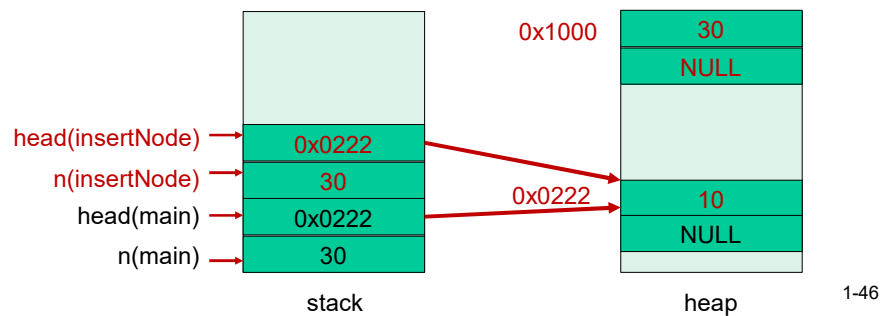 0x1000
30
NULL
head(insertNode)
0x0222
n(insertNode)
30
0x0222
10
head(main)
0x0222
NULL
n(main)
30
stack
heap
1-46